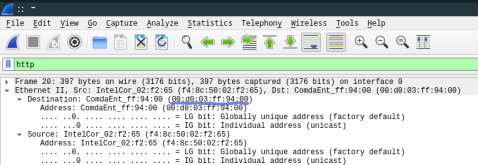 :: ~
File Edit View Go Capture Analyze Statistics Telephony Wireless Tools Help
http
Frame 20: 397 bytes on wire (3176 bits), 397 bytes captured (3176 bits) on interface 0
Ethernet II, Src: IntelCor_02:f2:65 (f4:8c:50:02:f2:65), Dst: ComdaEnt_ff:94:00 (00:d0:03:ff:94:00)
Destination: ComdaEnt_ff:94:00 (00:d0:03:ff:94:00)
Address: ComdaEnt_ff:94:00 (00:d0:03:ff:94:00)
.... ..0. .... .... .... .... = LG bit: Globally unique address (factory default)
.... ...0 .... .... .... .... = IG bit: Individual address (unicast)
Source: IntelCor_02:f2:65 (f4:8c:50:02:f2:65)
Address: IntelCor_02:f2:65 (f4:8c:50:02:f2:65)
.... ..0. .... .... .... .... = LG bit: Globally unique address (factory default)
.... ...0 .... .... .... .... = IG bit: Individual address (unicast)